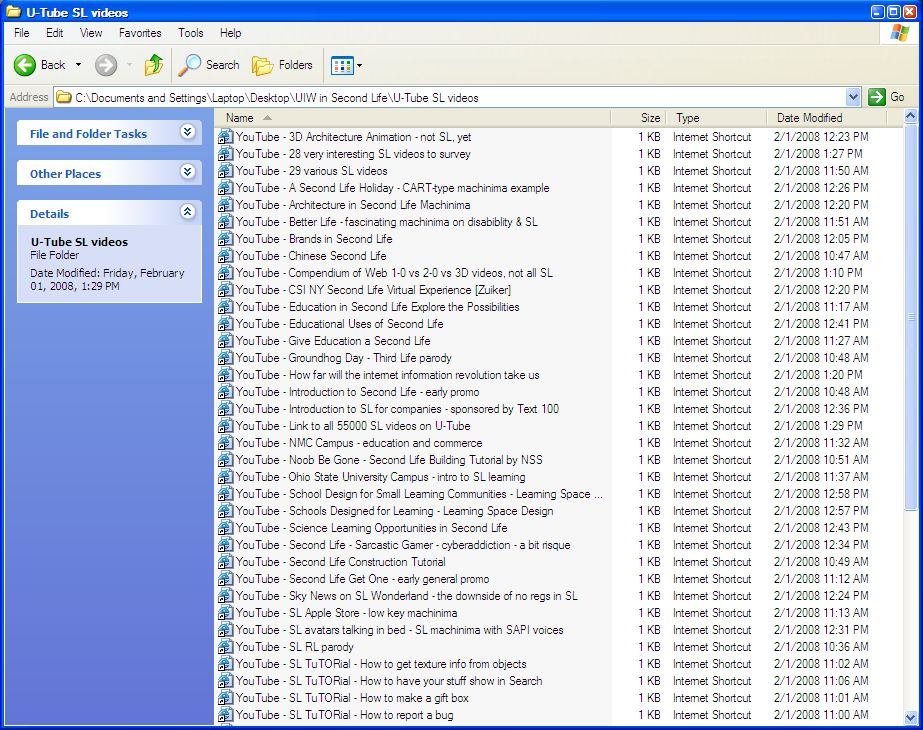 U-Tube SL videos
File Edit View Favorites Tools Help
Back Search Folders
Address C:\Documents and Settings\Laptop\Desktop\UIW in Second Life\U-Tube SL videos Go
File and Folder Tasks
Other Places
Details
U-Tube SL videos
File Folder
Date Modified: Friday, February
01, 2008, 1:29 PM
Name Size Type Date Modified
YouTube - 3D Architecture Animation - not SL, yet 1 KB Internet Shortcut 2/1/2008 12:23 PM
YouTube - 28 very interesting SL videos to survey 1 KB Internet Shortcut 2/1/2008 1:27 PM
YouTube - 29 various SL videos 1 KB Internet Shortcut 2/1/2008 11:50 AM
YouTube - A Second Life Holiday - CART-type machinima example 1 KB Internet Shortcut 2/1/2008 12:26 PM
YouTube - Architecture in Second Life Machinima 1 KB Internet Shortcut 2/1/2008 12:20 PM
YouTube - Better Life - fascinating machinima on disabiblity & SL 1 KB Internet Shortcut 2/1/2008 11:51 AM
YouTube - Brands in Second Life 1 KB Internet Shortcut 2/1/2008 12:05 PM
YouTube - Chinese Second Life 1 KB Internet Shortcut 2/1/2008 10:47 AM
YouTube - Compendium of Web 1-0 vs 2-0 vs 3D videos, not all SL 1 KB Internet Shortcut 2/1/2008 1:10 PM
YouTube - CSI NY Second Life Virtual Experience [Zuiker] 1 KB Internet Shortcut 2/1/2008 12:20 PM
YouTube - Education in Second Life Explore the Possibilities 1 KB Internet Shortcut 2/1/2008 11:17 AM
YouTube - Educational Uses of Second Life 1 KB Internet Shortcut 2/1/2008 12:41 PM
YouTube - Give Education a Second Life 1 KB Internet Shortcut 2/1/2008 11:27 AM
YouTube - Groundhog Day - Third Life parody 1 KB Internet Shortcut 2/1/2008 10:48 AM
YouTube - How far will the internet information revolution take us 1 KB Internet Shortcut 2/1/2008 1:20 PM
YouTube - Introduction to Second Life - early promo 1 KB Internet Shortcut 2/1/2008 10:48 AM
YouTube - Introduction to SL for companies - sponsored by Text 100 1 KB Internet Shortcut 2/1/2008 12:36 PM
YouTube - Link to all 55000 SL videos on U-Tube 1 KB Internet Shortcut 2/1/2008 1:29 PM
YouTube - NMC Campus - education and commerce 1 KB Internet Shortcut 2/1/2008 11:32 AM
YouTube - Noob Be Gone - Second Life Building Tutorial by NSS 1 KB Internet Shortcut 2/1/2008 10:51 AM
YouTube - Ohio State University Campus - intro to SL learning 1 KB Internet Shortcut 2/1/2008 11:37 AM
YouTube - School Design for Small Learning Communities - Learning Space ... 1 KB Internet Shortcut 2/1/2008 12:58 PM
YouTube - Schools Designed for Learning - Learning Space Design 1 KB Internet Shortcut 2/1/2008 12:57 PM
YouTube - Science Learning Opportunities in Second Life 1 KB Internet Shortcut 2/1/2008 12:43 PM
YouTube - Second Life - Sarcastic Gamer - cyberaddiction - a bit risque 1 KB Internet Shortcut 2/1/2008 12:34 PM
YouTube - Second Life Construction Tutorial 1 KB Internet Shortcut 2/1/2008 10:49 AM
YouTube - Second Life Get One - early general promo 1 KB Internet Shortcut 2/1/2008 11:12 AM
YouTube - Sky News on SL Wonderland - the downside of no regs in SL 1 KB Internet Shortcut 2/1/2008 12:24 PM
YouTube - SL Apple Store - low key machinima 1 KB Internet Shortcut 2/1/2008 11:13 AM
YouTube - SL avatars talking in bed - SL machinima with SAPI voices 1 KB Internet Shortcut 2/1/2008 12:31 PM
YouTube - SL RL parody 1 KB Internet Shortcut 2/1/2008 10:36 AM
YouTube - SL TuTORial - How to get texture info from objects 1 KB Internet Shortcut 2/1/2008 11:02 AM
YouTube - SL TuTORial - How to have your stuff show in Search 1 KB Internet Shortcut 2/1/2008 11:06 AM
YouTube - SL TuTORial - How to make a gift box 1 KB Internet Shortcut 2/1/2008 11:01 AM
YouTube - SL TuTORial - How to report a bug 1 KB Internet Shortcut 2/1/2008 11:00 AM